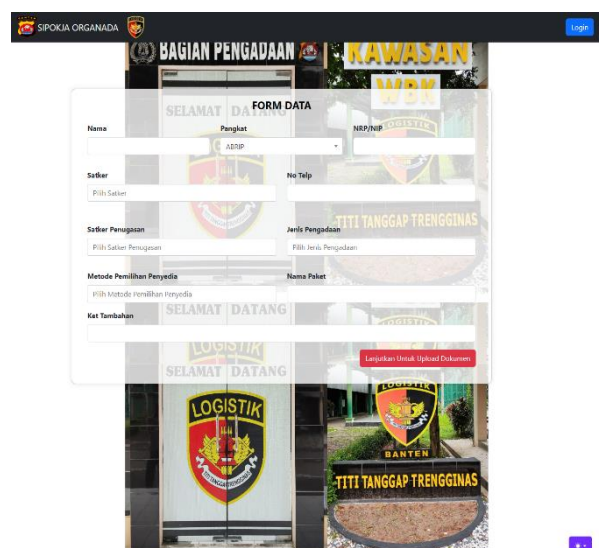 SIPOKJA ORGANADA
Login
BAGIAN PENGADAAN
KAWASAN
WBK
SELAMAT DATANG
FORM DATA
Nama
Pangkat
NRP/NIP
ABRIP
Satker
No Telp
Pilih Satker
TITI TANGGAP TRENGGINAS
Satker Penugasan
Jenis Pengadaan
Pilih Satker Penugasan
Pilih Jenis Pengadaan
Metode Pemilihan Penyedia
Nama Paket
Pilih Metode Pemilihan Penyedia
SELAMAT DATANG
Ket Tambahan
LOGISTIK
LOGISTIK
Lanjutkan Untuk Upload Dokumen
SELAMAT DATANG
LOGISTIK
LOGISTIK
BANTEN
TITI TANGGAP TRENGGINAS